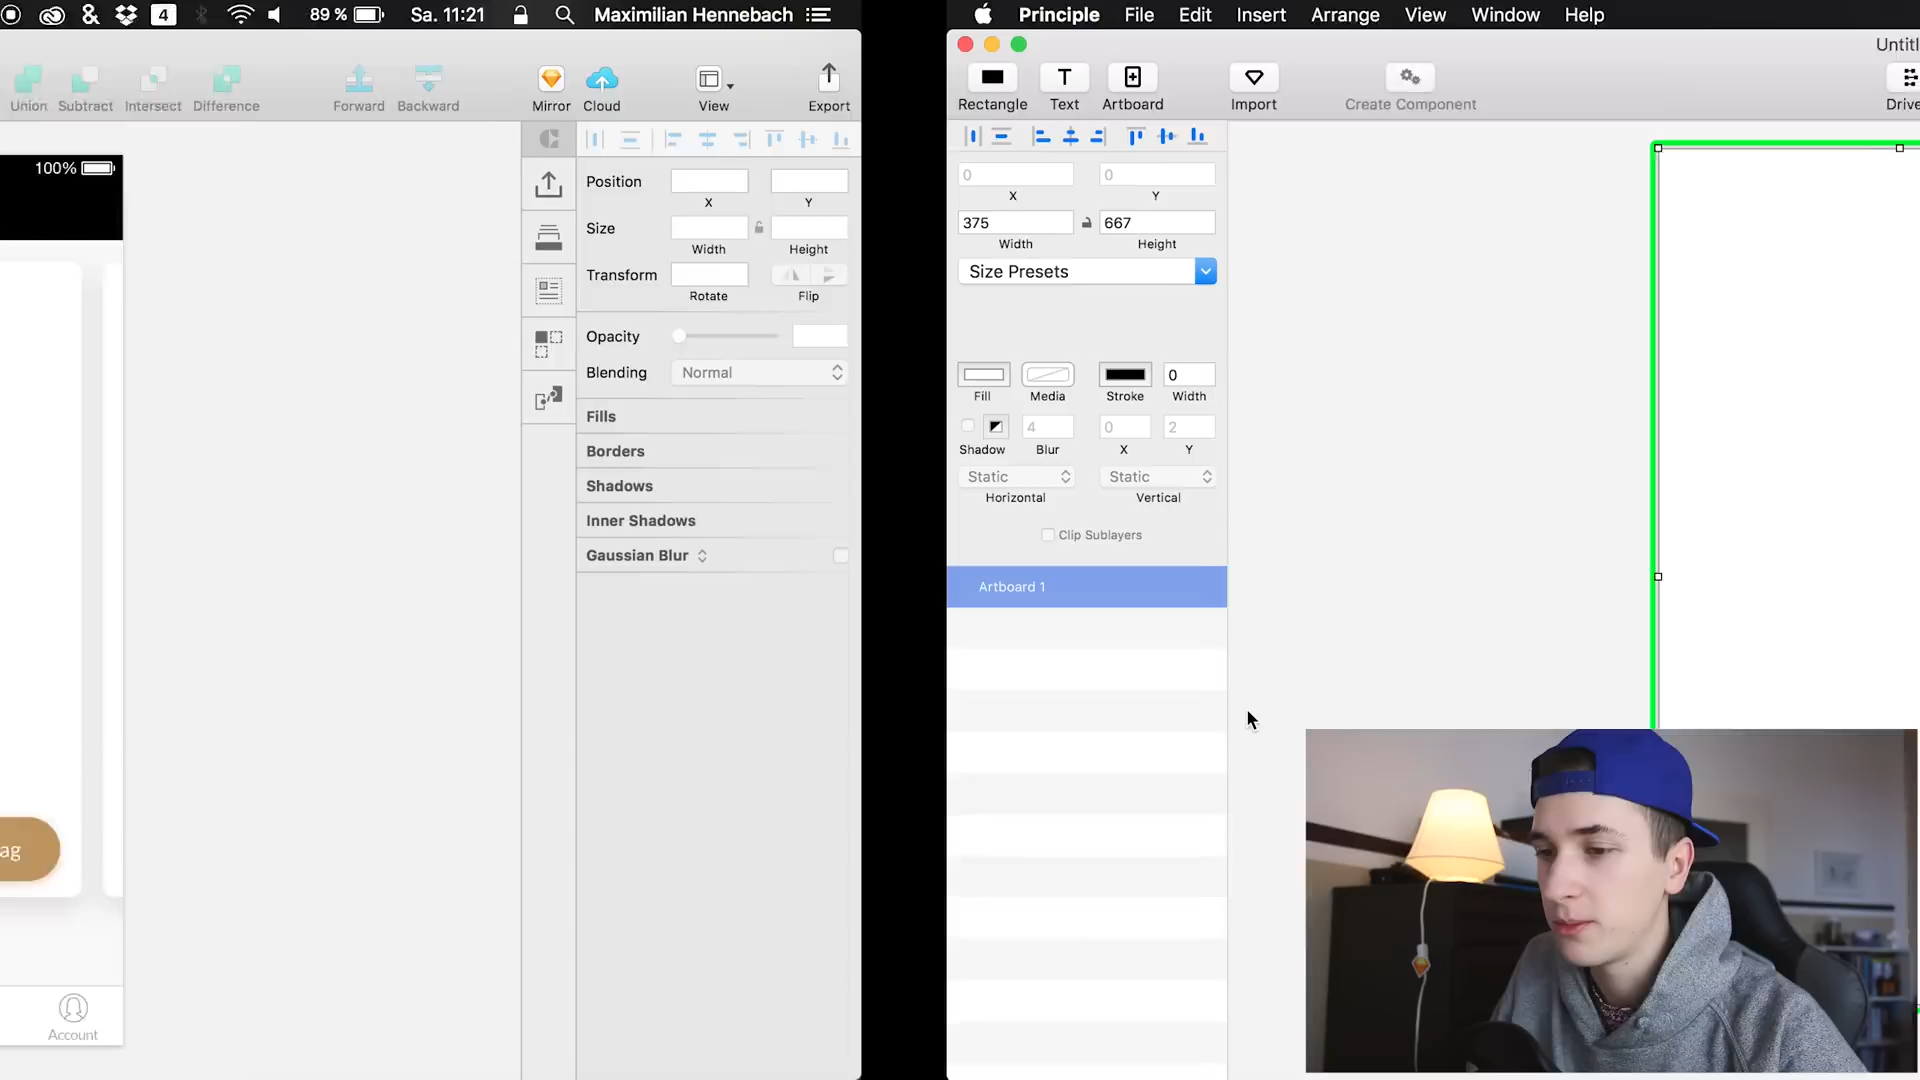 4 89 % Sa. 11:21 Maximilian Hennebach
Union Subtract Intersect Difference Forward Backward Mirror Cloud View Export
100%
Position
X Y
Size
Width Height
Transform
Rotate Flip
Opacity
Blending Normal
Fills
Borders
Shadows
Inner Shadows
Gaussian Blur
ag
Account
Principle File Edit Insert Arrange View Window Help
Untitl
T
Rectangle Text Artboard Import Create Component Drive
0 0
X Y
375 667
Width Height
Size Presets
0
Fill Media Stroke Width
4 0 2
Shadow Blur X Y
Static Static
Horizontal Vertical
Clip Sublayers
Artboard 1